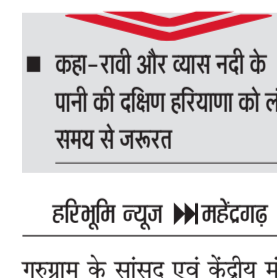 ■ कहा-रावी और व्यास नदी के
पानी की दक्षिण हरियाणा को
समय से जरूरत
हरिभूमि न्यूज ▶▶ महेंद्रगढ़
गुरुग्राम के सांसद एवं केंद्रीय